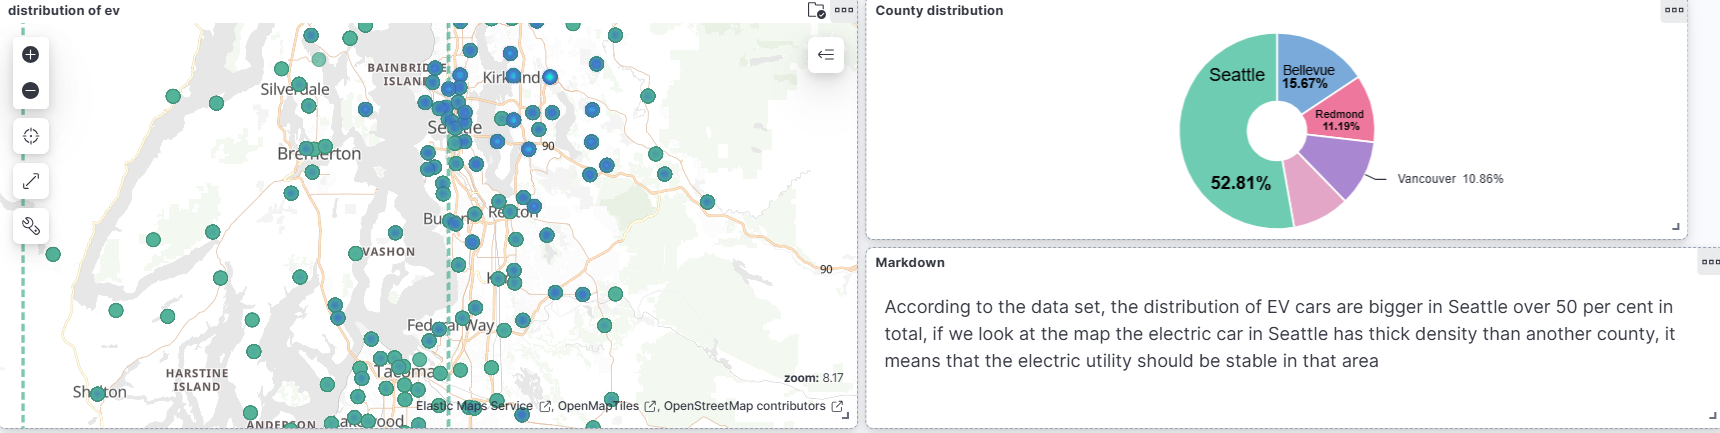 distribution of ev
BAINBRIDGE
ISLAND
Kirkland
Silverdale
Seattle
90
Bremerton
Renton
VASHON
90
Federal Way
HARSTINE
ISLAND
Tacoma
zoom: 8.17
Shelton
Elastic Maps Service , OpenMapTiles , OpenStreetMap contributors
ANDERSON
County distribution
Seattle
Bellevue
15.67%
Redmond
11.19%
Vancouver 10.86%
52.81%
Markdown
According to the data set, the distribution of EV cars are bigger in Seattle over 50 per cent in
total, if we look at the map the electric car in Seattle has thick density than another county, it
means that the electric utility should be stable in that area